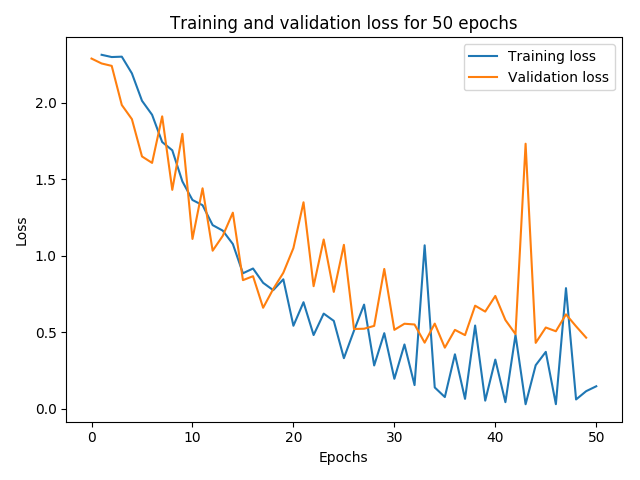 Training and validation loss for 50 epochs
Training loss
Validation loss
Loss
2.0
1.5
1.0
0.5
0.0
0 10 20 30 40 50
Epochs